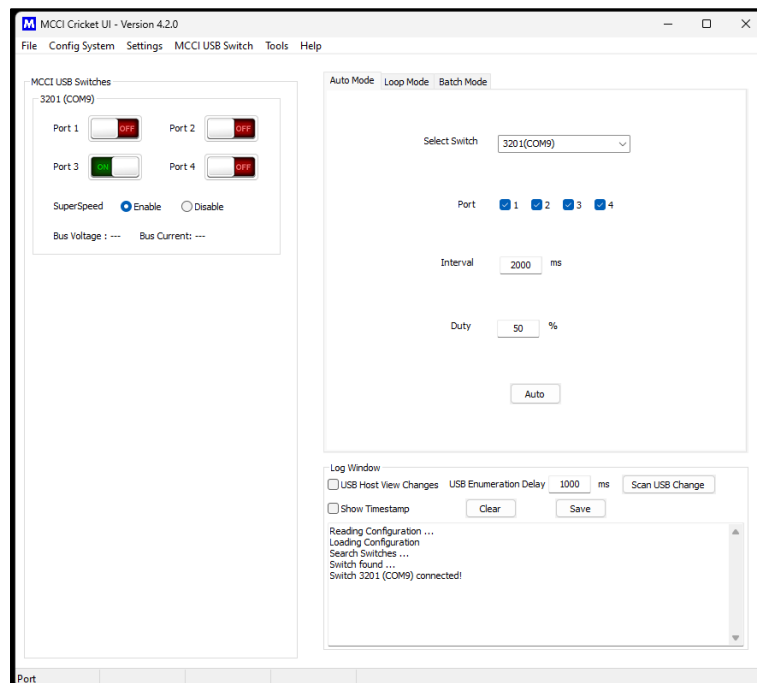 M MCCI Cricket UI - Version 4.2.0
File Config System Settings MCCI USB Switch Tools Help
MCCI USB Switches
3201 (COM9)
Port 1 OFF Port 2 OFF
Port 3 ON Port 4 OFF
SuperSpeed Enable Disable
Bus Voltage : --- Bus Current: ---
Auto Mode Loop Mode Batch Mode
Select Switch 3201(COM9)
Port 1 2 3 4
Interval 2000 ms
Duty 50 %
Auto
Log Window
USB Host View Changes USB Enumeration Delay 1000 ms Scan USB Change
Show Timestamp Clear Save
Reading Configuration ...
Loading Configuration
Search Switches ...
Switch found ...
Switch 3201 (COM9) connected!
Port